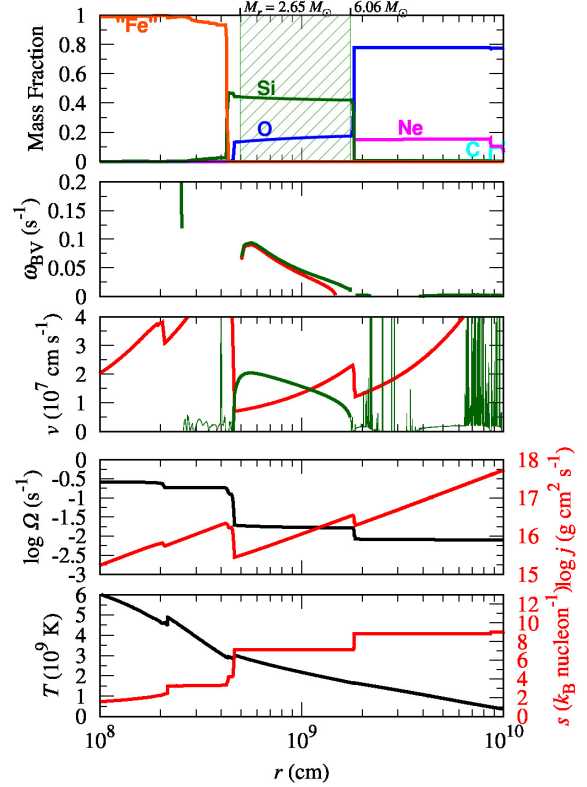 M_r = 2.65 M_⊙ 6.06 M_⊙
Mass Fraction
1
0.8
0.6
0.4
0.2
0
"Fe"
Si
O
Ne
C
ω_BV (s^-1)
0.2
0.15
0.1
0.05
0
v (10^7 cm s^-1)
4
3
2
1
0
log Ω (s^-1)
0
-0.5
-1
-1.5
-2
-2.5
-3
18
17
16
15
log j (g cm^2 s^-1)
T (10^9 K)
6
5
4
3
2
1
0
12
10
8
6
4
2
0
s (k_B nucleon^-1)
10^8 10^9 10^10
r (cm)